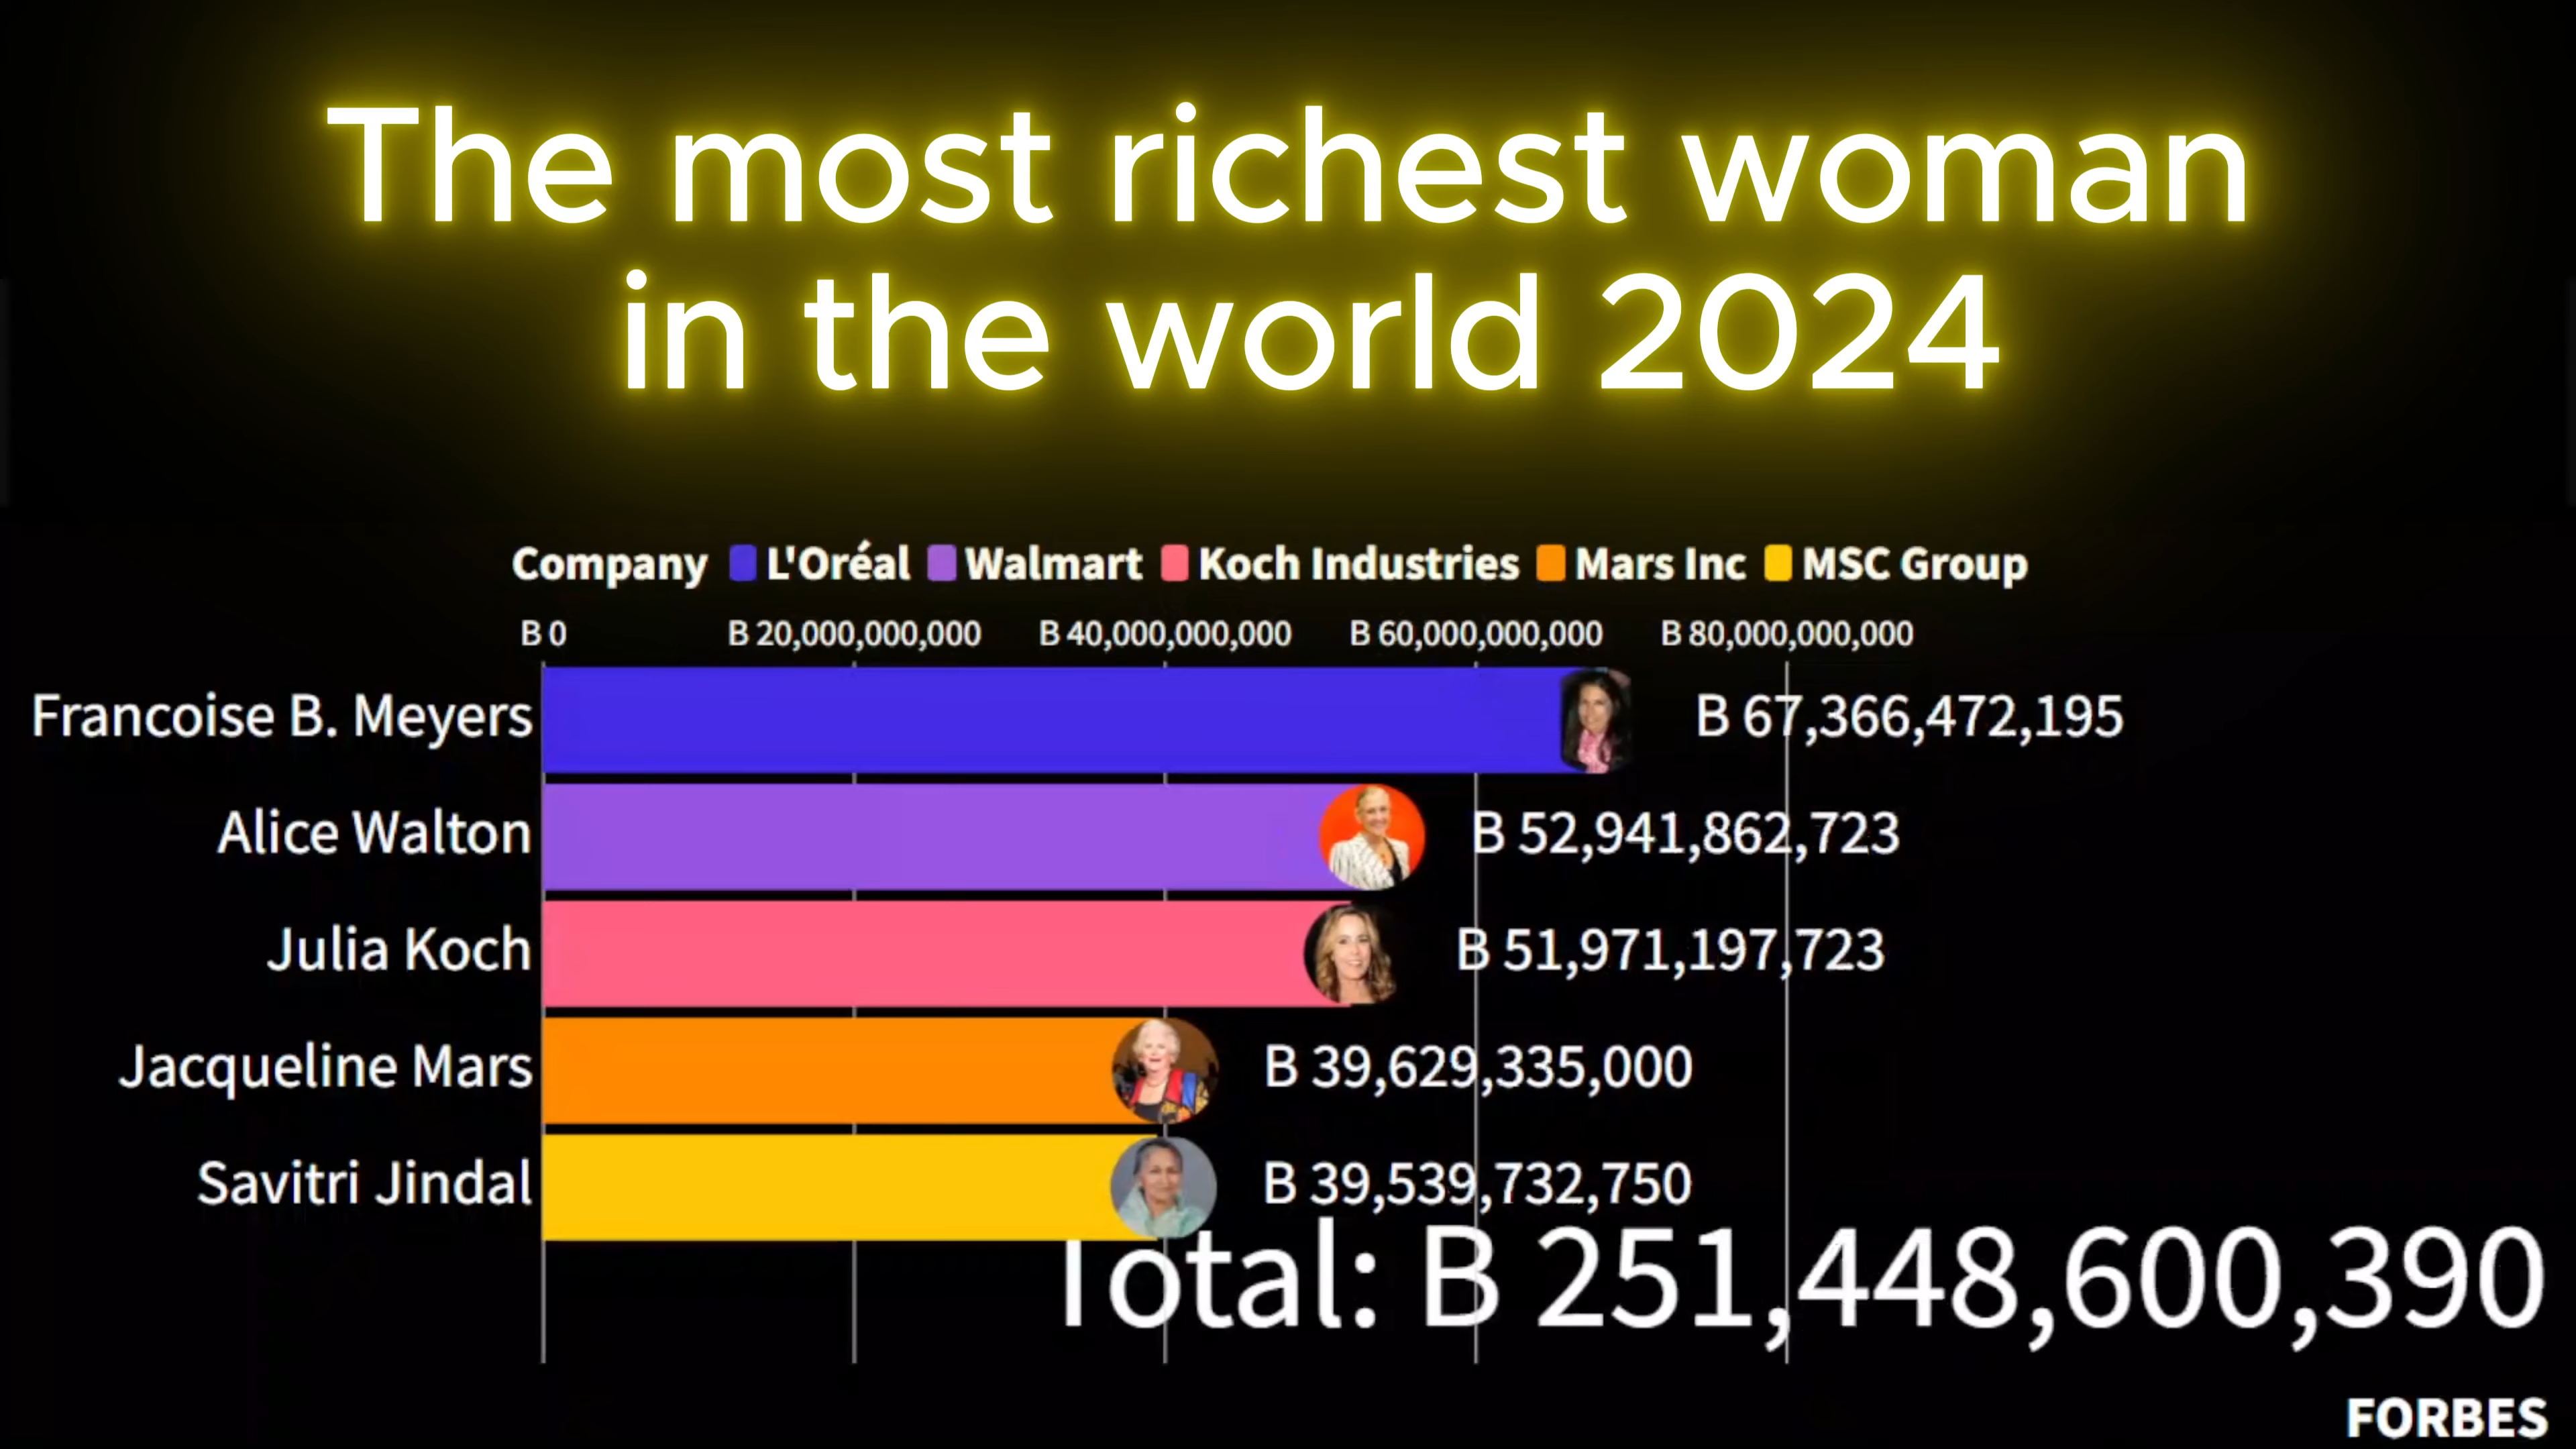 The most richest woman
in the world 2024
Company L'Oréal Walmart Koch Industries Mars Inc MSC Group
B 0 B 20,000,000,000 B 40,000,000,000 B 60,000,000,000 B 80,000,000,000
Francoise B. Meyers B 67,366,472,195
Alice Walton B 52,941,862,723
Julia Koch B 51,971,197,723
Jacqueline Mars B 39,629,335,000
Savitri Jindal B 39,539,732,750
Total: B 251,448,600,390
FORBES